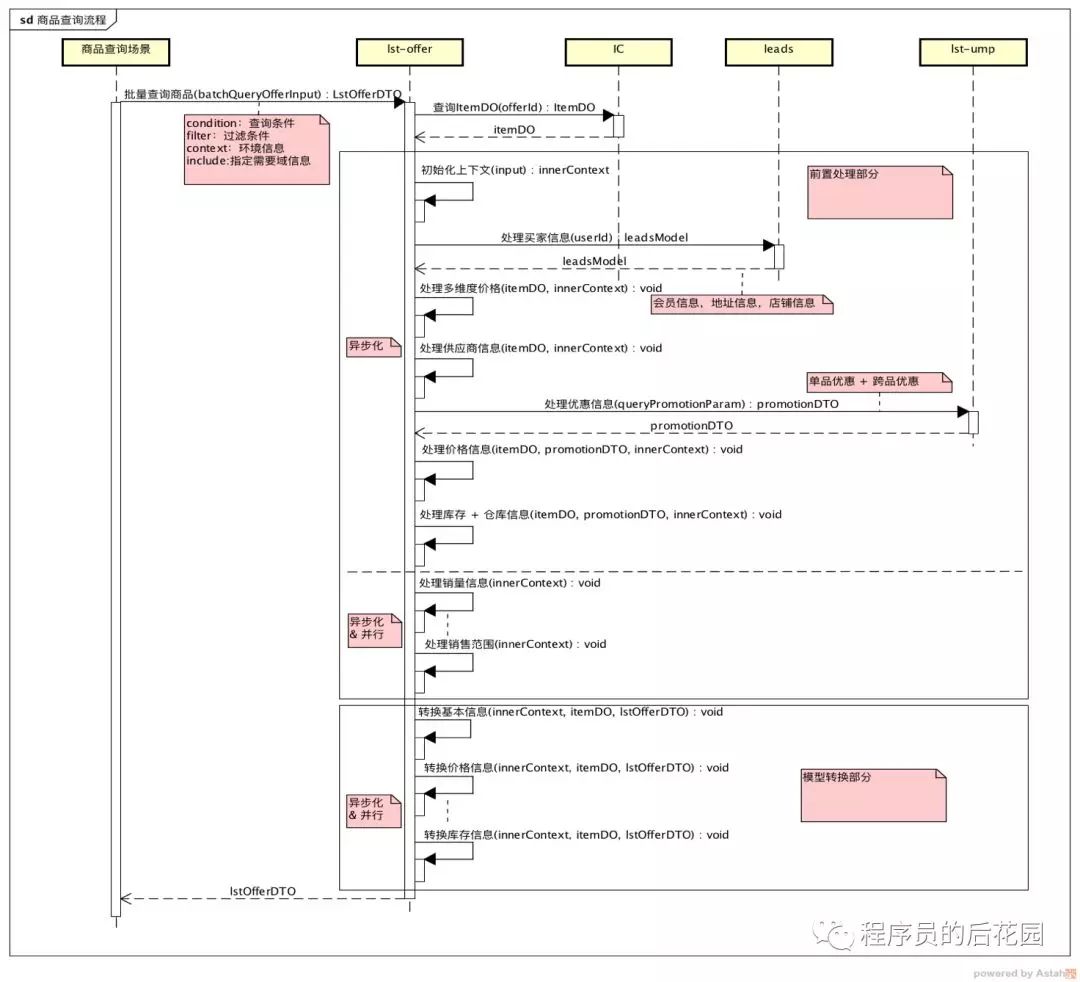 sd 商品查询流程
商品查询场景
lst-offer
IC
leads
lst-ump
批量查询商品(batchQueryOfferInput) : LstOfferDTO
查询ItemDO(offerId) : ItemDO
condition：查询条件
filter：过滤条件
context：环境信息
include:指定需要域信息
itemDO
初始化上下文(input) : innerContext
前置处理部分
处理买家信息(userId) : leadsModel
leadsModel
处理多维度价格(itemDO, innerContext) : void
会员信息，地址信息，店铺信息
异步化
处理供应商信息(itemDO, innerContext) : void
单品优惠 + 跨品优惠
处理优惠信息(queryPromotionParam) : promotionDTO
promotionDTO
处理价格信息(itemDO, promotionDTO, innerContext) : void
处理库存 + 仓库信息(itemDO, promotionDTO, innerContext) : void
处理销量信息(innerContext) : void
异步化
& 并行
处理销售范围(innerContext) : void
转换基本信息(innerContext, itemDO, lstOfferDTO) : void
转换价格信息(innerContext, itemDO, lstOfferDTO) : void
模型转换部分
异步化
& 并行
转换库存信息(innerContext, itemDO, lstOfferDTO) : void
lstOfferDTO
程序员的后花园
powered by Astah